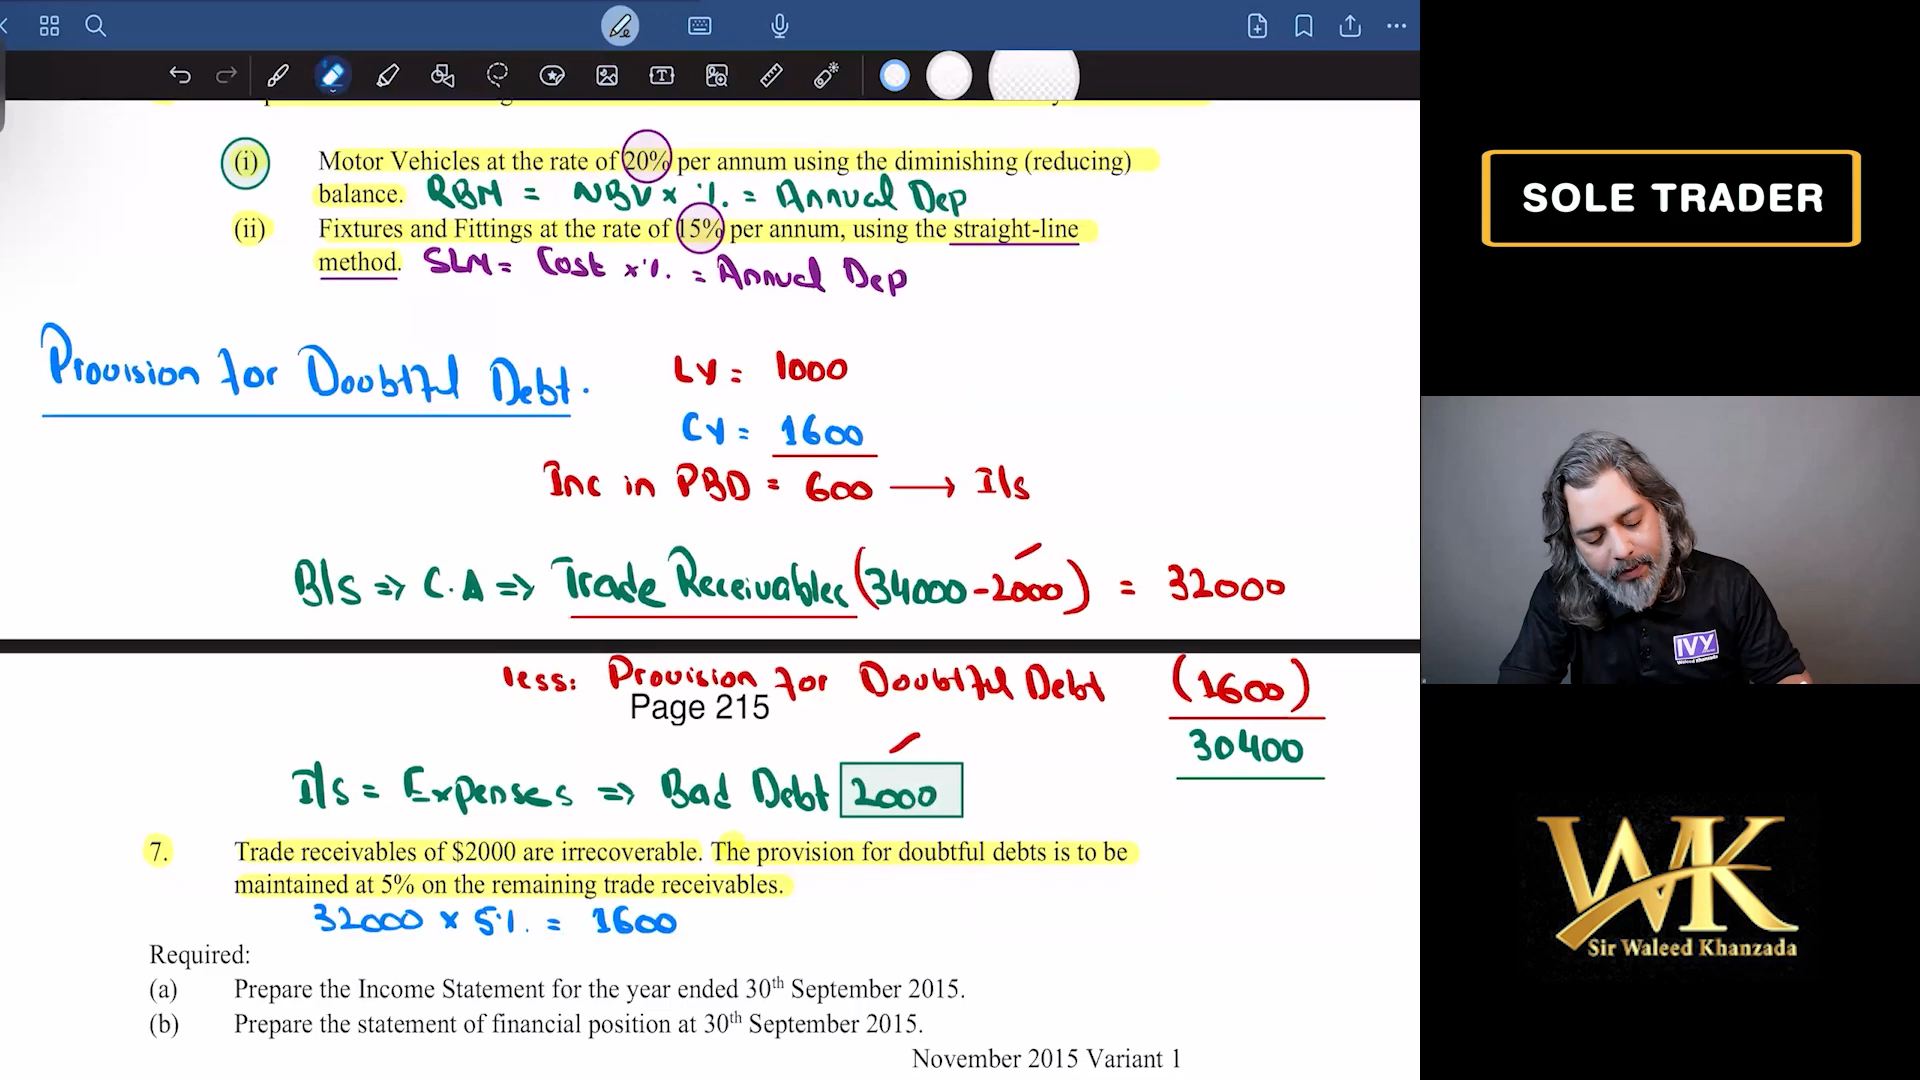 (i) Motor Vehicles at the rate of 20% per annum using the diminishing (reducing)
balance. RBM = NBV x %. = Annual Dep
(ii) Fixtures and Fittings at the rate of 15% per annum, using the straight-line
method. SLM = Cost x %. = Annual Dep
Provision for Doubtful Debt.
LY = 1000
CY = 1600
Inc in PBD = 600 → I/s
B/S => C.A => Trade Receivables (34000-2000) = 32000
less: Provision for Doubtful Debt (1600)
Page 215
30400
I/s = Expenses => Bad Debt 2000
7. Trade receivables of $2000 are irrecoverable. The provision for doubtful debts is to be
maintained at 5% on the remaining trade receivables.
32000 x 5%. = 1600
Required:
(a) Prepare the Income Statement for the year ended 30th September 2015.
(b) Prepare the statement of financial position at 30th September 2015.
November 2015 Variant 1
SOLE TRADER
IVY
Waleed Khanzada
WK
Sir Waleed Khanzada